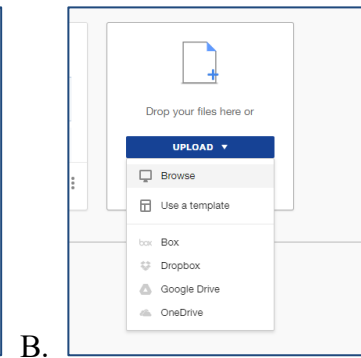 Drop your files here or
UPLOAD
Browse
Use a template
box Box
Dropbox
Google Drive
OneDrive
B.